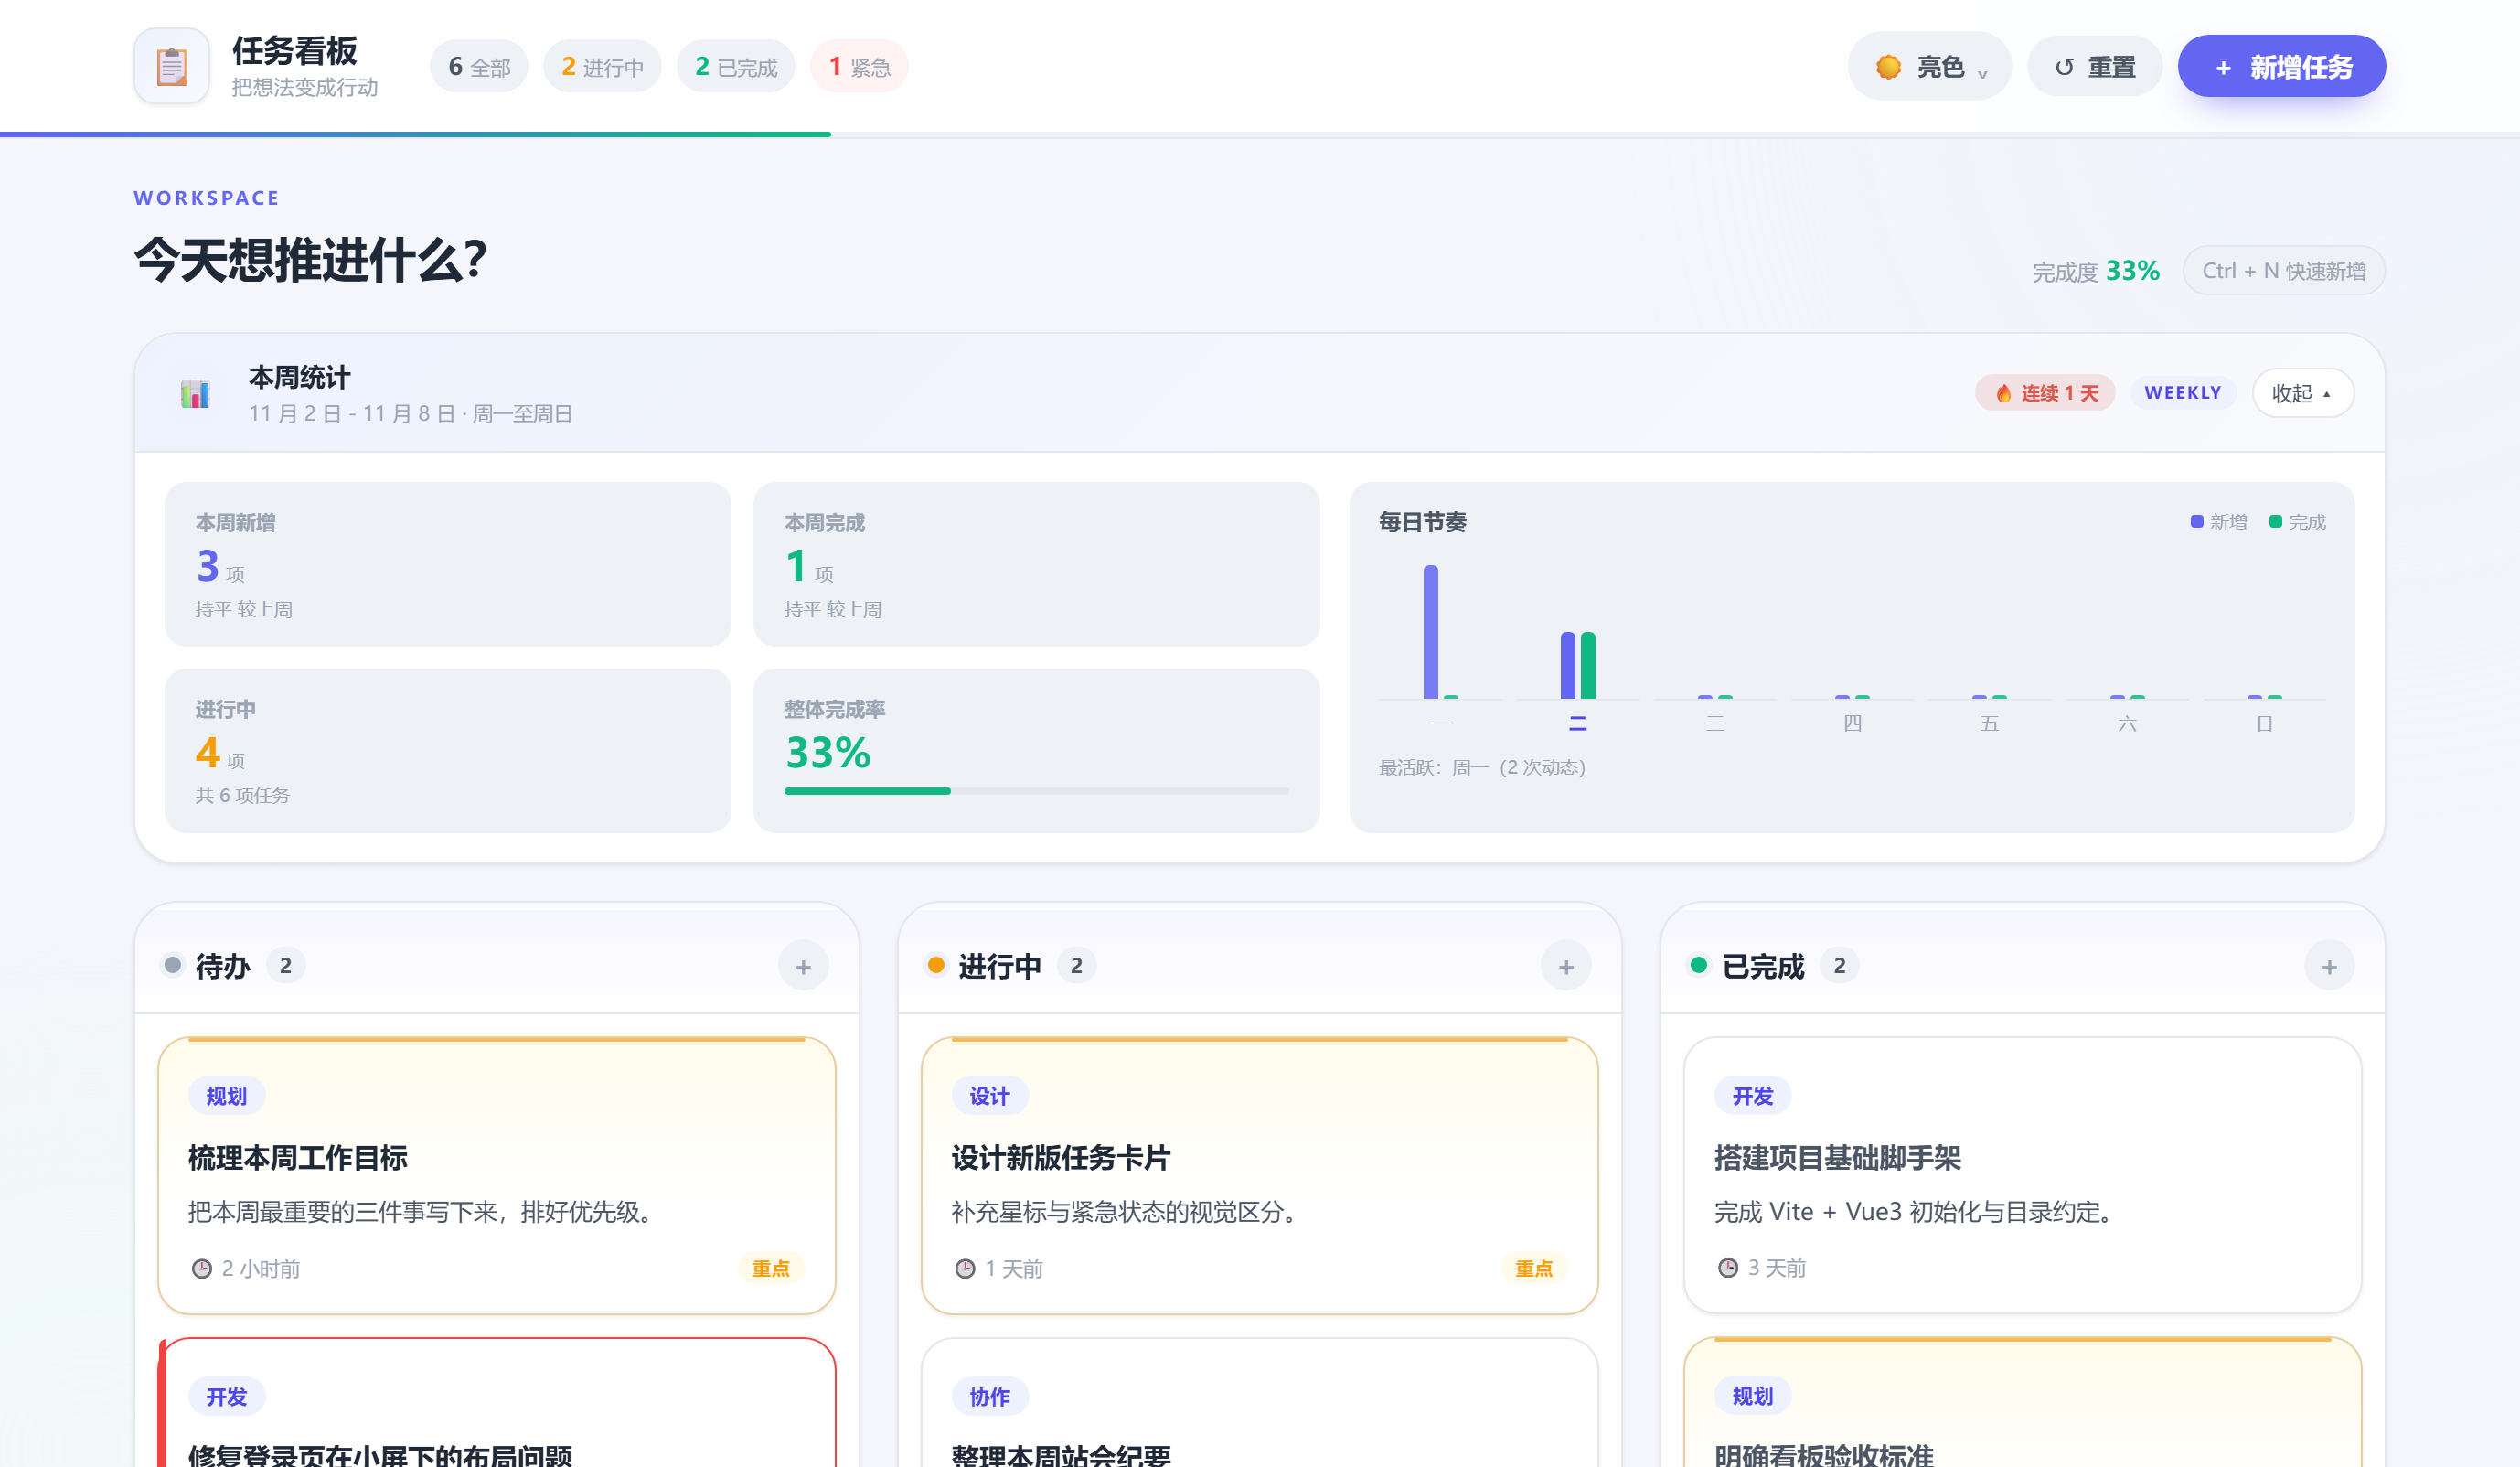 任务看板
把想法变成行动
6 全部
2 进行中
2 已完成
1 紧急
亮色
重置
+ 新增任务
WORKSPACE
今天想推进什么？
完成度 33%
Ctrl + N 快速新增
本周统计
11 月 2 日 - 11 月 8 日 · 周一至周日
连续 1 天
WEEKLY
收起
本周新增
3 项
持平 较上周
本周完成
1 项
持平 较上周
进行中
4 项
共 6 项任务
整体完成率
33%
每日节奏
新增
完成
一 二 三 四 五 六 日
最活跃：周一（2 次动态）
待办 2
+
进行中 2
+
已完成 2
+
规划
梳理本周工作目标
把本周最重要的三件事写下来，排好优先级。
2 小时前
重点
开发
修复登录页在小屏下的布局问题
设计
设计新版任务卡片
补充星标与紧急状态的视觉区分。
1 天前
重点
协作
整理本周站会纪要
开发
搭建项目基础脚手架
完成 Vite + Vue3 初始化与目录约定。
3 天前
规划
明确看板验收标准